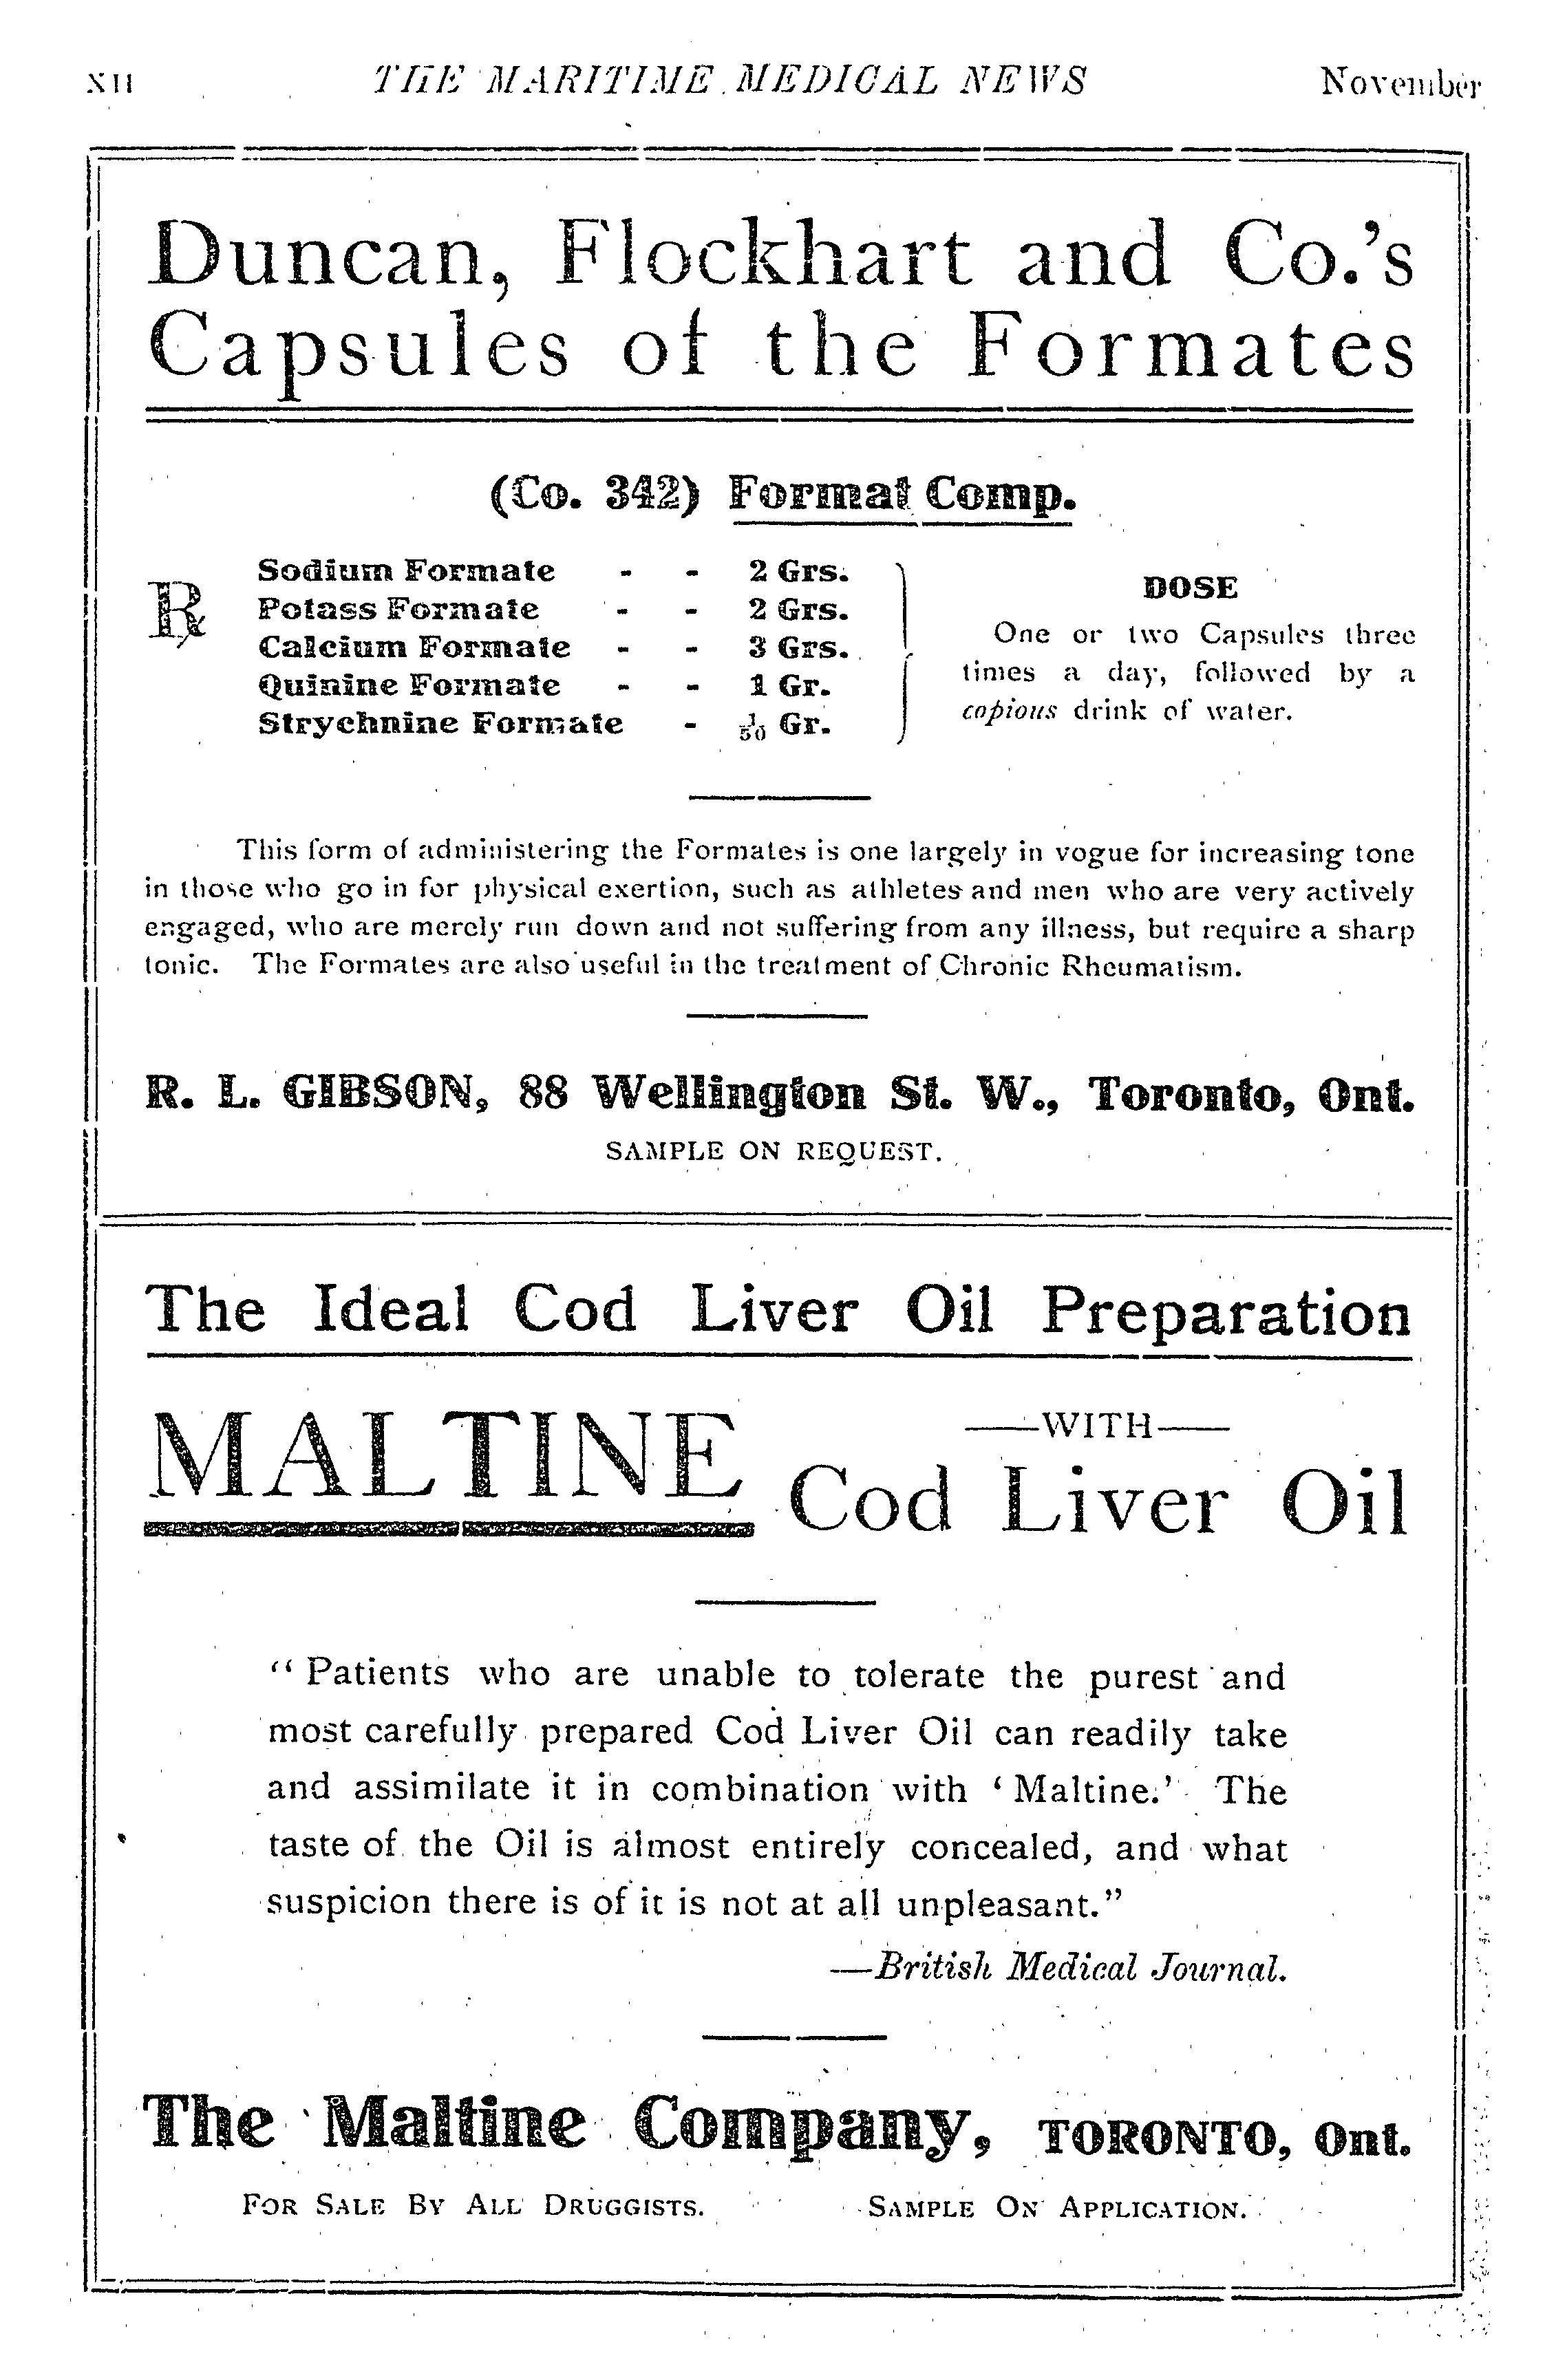 XII THE MARITIME MEDICAL NEWS November
Duncan, Flockhart and Co.'s
Capsules of the Formates
(Co. 342) Format Comp.
℞
Sodium Formate - - 2 Grs.
Potass Formate - - 2 Grs.
Calcium Formate - - 3 Grs.
Quinine Formate - - 1 Gr.
Strychnine Formate - 1/50 Gr.
DOSE
One or two Capsules three
times a day, followed by a
copious drink of water.
This form of administering the Formates is one largely in vogue for increasing tone
in those who go in for physical exertion, such as athletes and men who are very actively
engaged, who are merely run down and not suffering from any illness, but require a sharp
tonic. The Formates are also useful in the treatment of Chronic Rheumatism.
R. L. GIBSON, 88 Wellington St. W., Toronto, Ont.
SAMPLE ON REQUEST.
The Ideal Cod Liver Oil Preparation
MALTINE —WITH—
Cod Liver Oil
"Patients who are unable to tolerate the purest and
most carefully prepared Cod Liver Oil can readily take
and assimilate it in combination with 'Maltine.' The
taste of the Oil is almost entirely concealed, and what
suspicion there is of it is not at all unpleasant."
—British Medical Journal.
The Maltine Company, TORONTO, Ont.
FOR SALE BY ALL DRUGGISTS. SAMPLE ON APPLICATION.